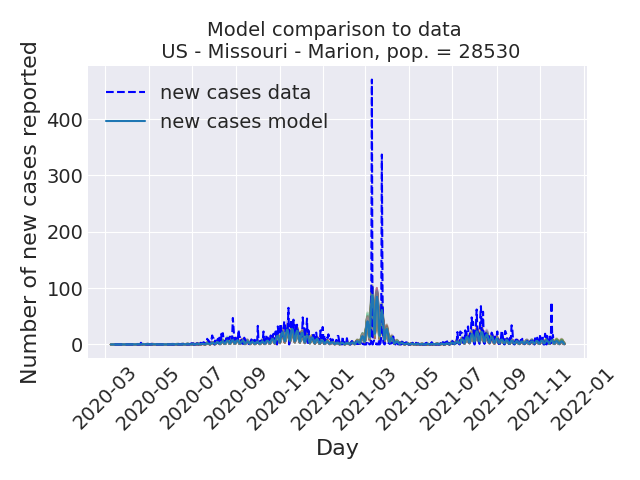 Model comparison to data
US - Missouri - Marion, pop. = 28530
Number of new cases reported
400
300
200
100
0
new cases data
new cases model
2020-03
2020-05
2020-07
2020-09
2020-11
2021-01
2021-03
2021-05
2021-07
2021-09
2021-11
2022-01
Day